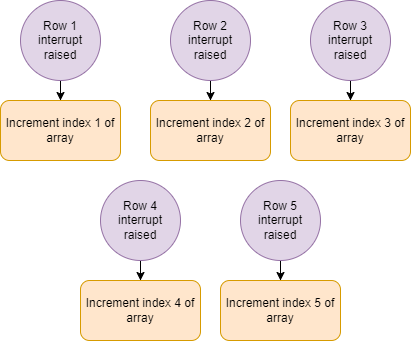 Row 1
interrupt
raised
Row 2
interrupt
raised
Row 3
interrupt
raised
Increment index 1 of
array
Increment index 2 of
array
Increment index 3 of
array
Row 4
interrupt
raised
Row 5
interrupt
raised
Increment index 4 of
array
Increment index 5 of
array